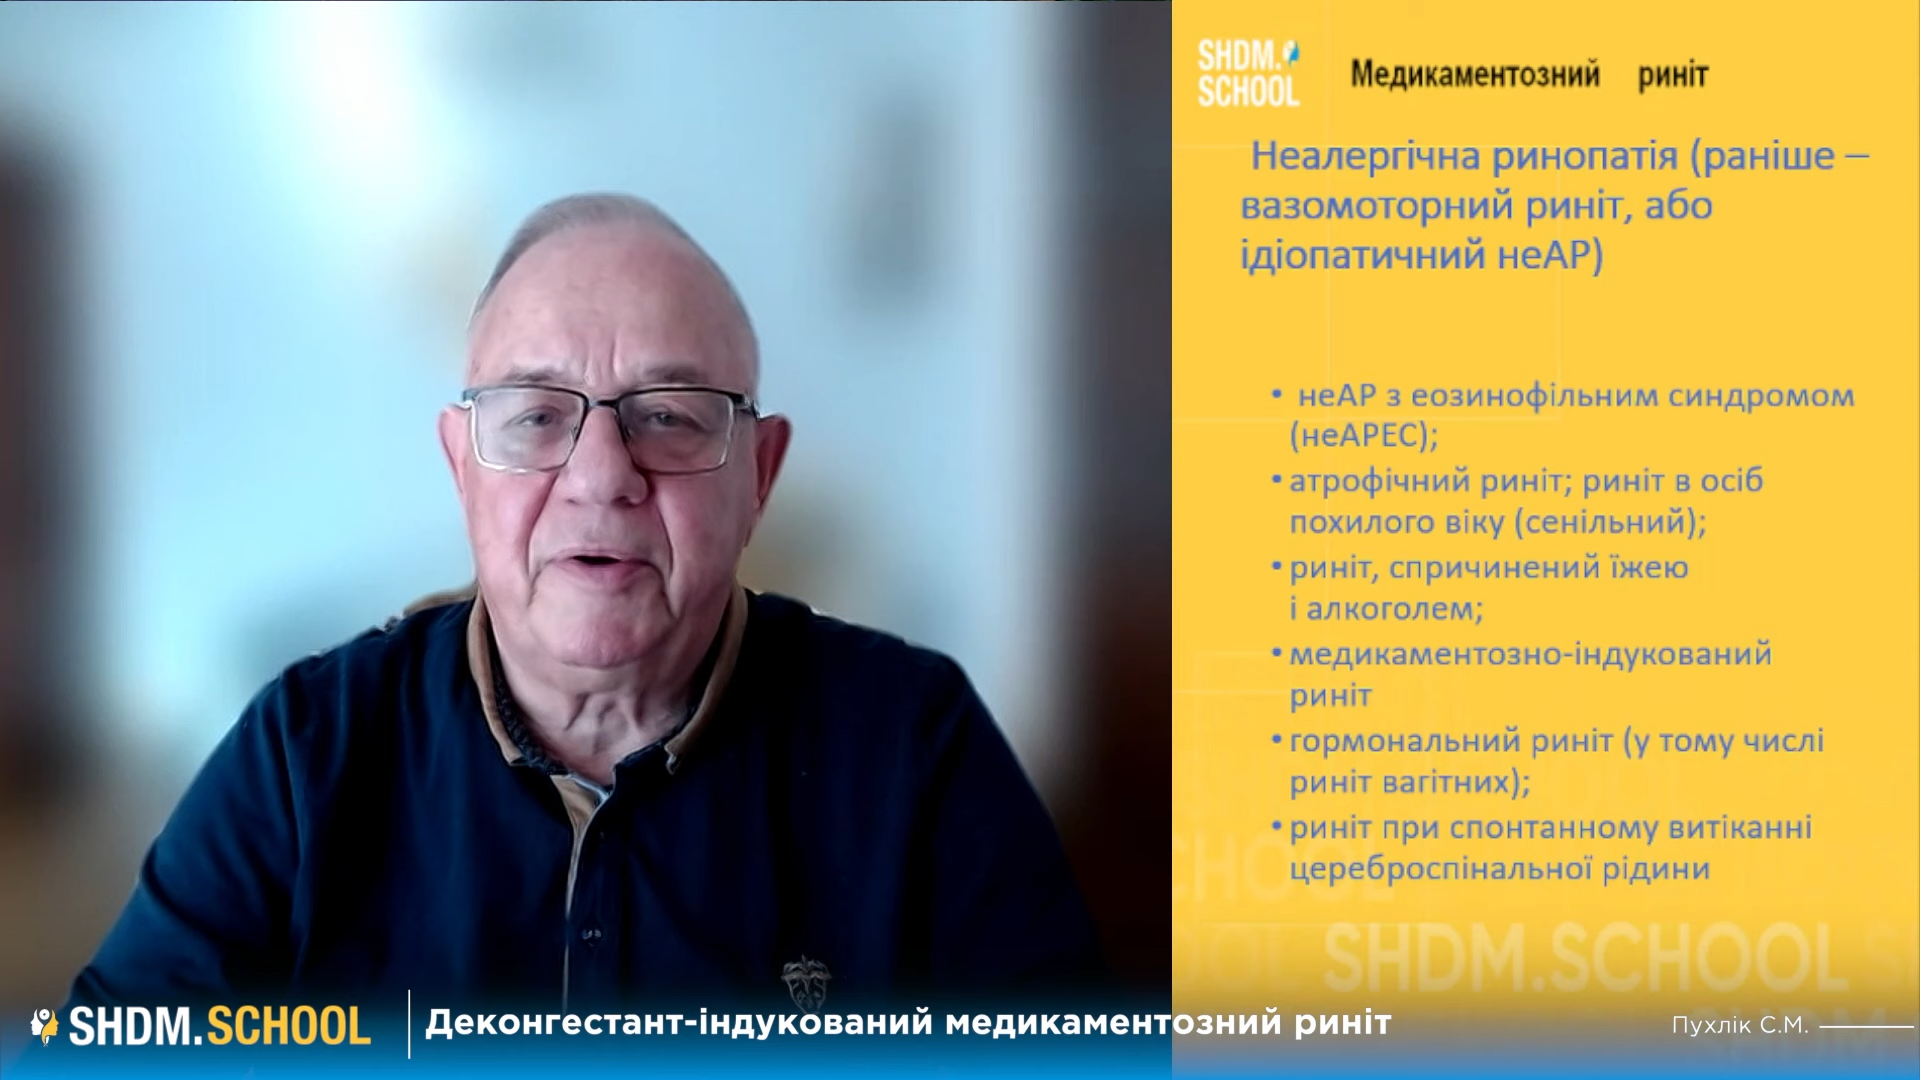 SHDM.
SCHOOL
Медикаментозний риніт
Неалергічна ринопатія (раніше –
вазомоторний риніт, або
ідіопатичний неАР)
• неАР з еозинофільним синдромом
(неАРЕС);
• атрофічний риніт; риніт в осіб
похилого віку (сенільний);
• риніт, спричинений їжею
і алкоголем;
• медикаментозно-індукований
риніт
• гормональний риніт (у тому числі
риніт вагітних);
• риніт при спонтанному витіканні
цереброспінальної рідини
SHDM.SCHOOL
SHDM.SCHOOL
Деконгестант-індукований медикаментозний риніт
Пухлік С.М.